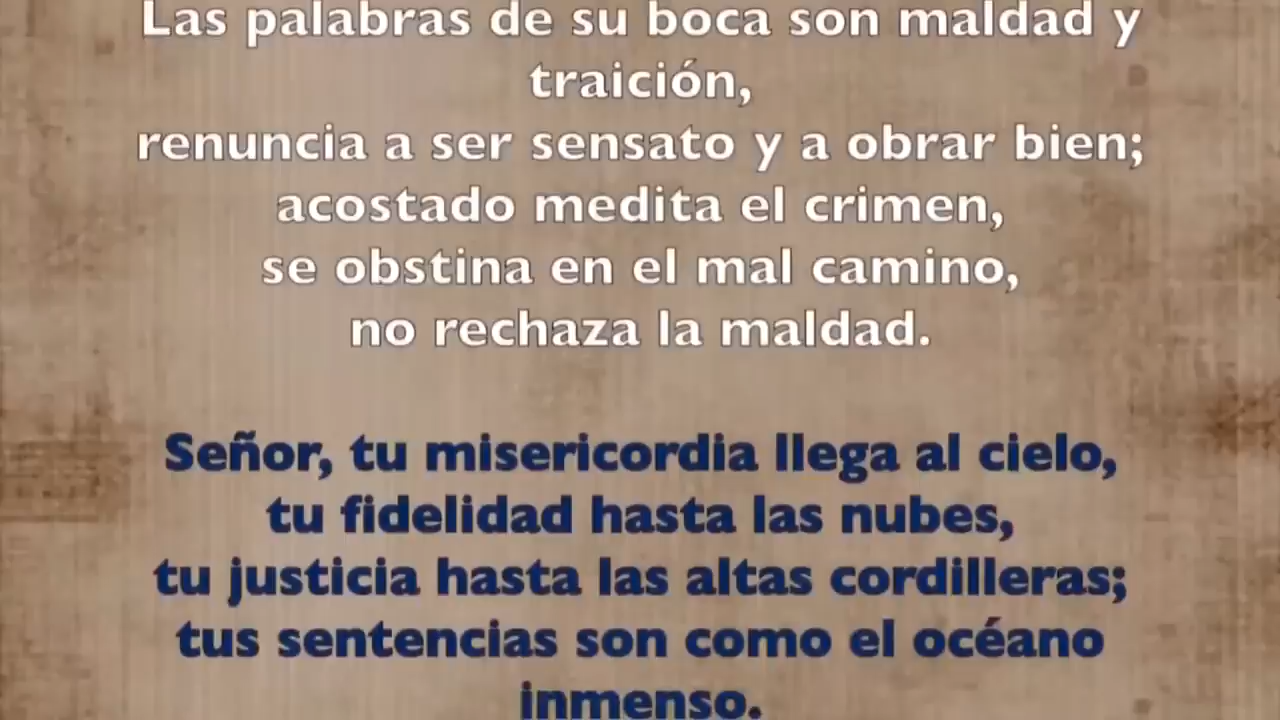 Las palabras de su boca son maldad y
traición,
renuncia a ser sensato y a obrar bien;
acostado medita el crimen,
se obstina en el mal camino,
no rechaza la maldad.
Señor, tu misericordia llega al cielo,
tu fidelidad hasta las nubes,
tu justicia hasta las altas cordilleras;
tus sentencias son como el océano
inmenso.